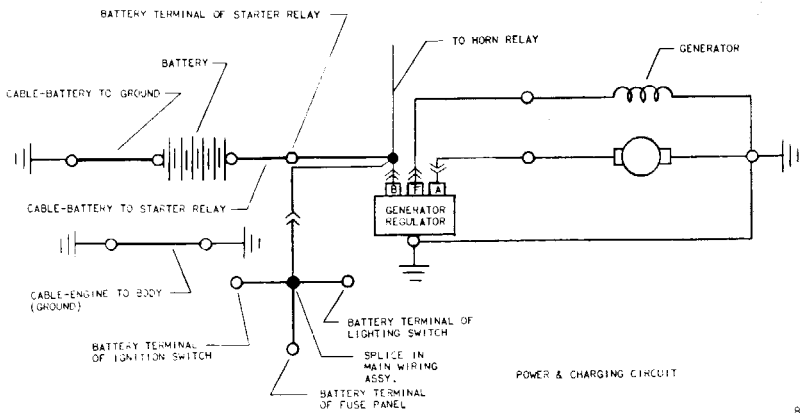 BATTERY TERMINAL OF STARTER RELAY
TO HORN RELAY
GENERATOR
BATTERY
CABLE-BATTERY TO GROUND
B F A
GENERATOR
REGULATOR
CABLE-BATTERY TO STARTER RELAY
CABLE-ENGINE TO BODY
(GROUND)
BATTERY TERMINAL OF
LIGHTING SWITCH
BATTERY TERMINAL
OF IGNITION SWITCH
SPLICE IN
MAIN WIRING
ASSY.
BATTERY TERMINAL
OF FUSE PANEL
POWER & CHARGING CIRCUIT
8